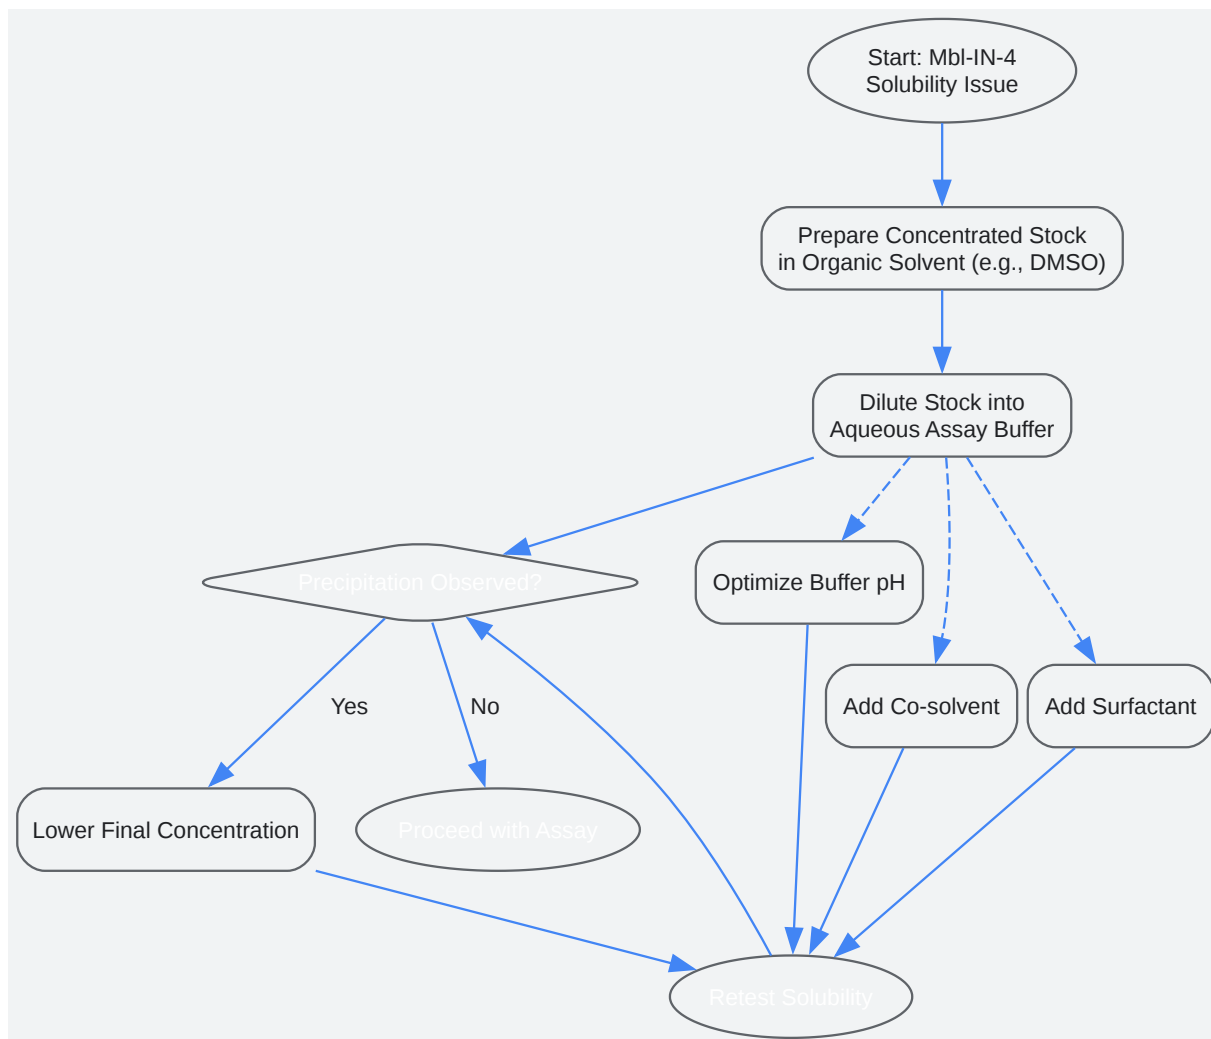 Start: Mbl-IN-4
Solubility Issue
Prepare Concentrated Stock
in Organic Solvent (e.g., DMSO)
Dilute Stock into
Aqueous Assay Buffer
Precipitation Observed?
Optimize Buffer pH
Add Co-solvent
Add Surfactant
Yes
No
Lower Final Concentration
Proceed with Assay
Retest Solubility